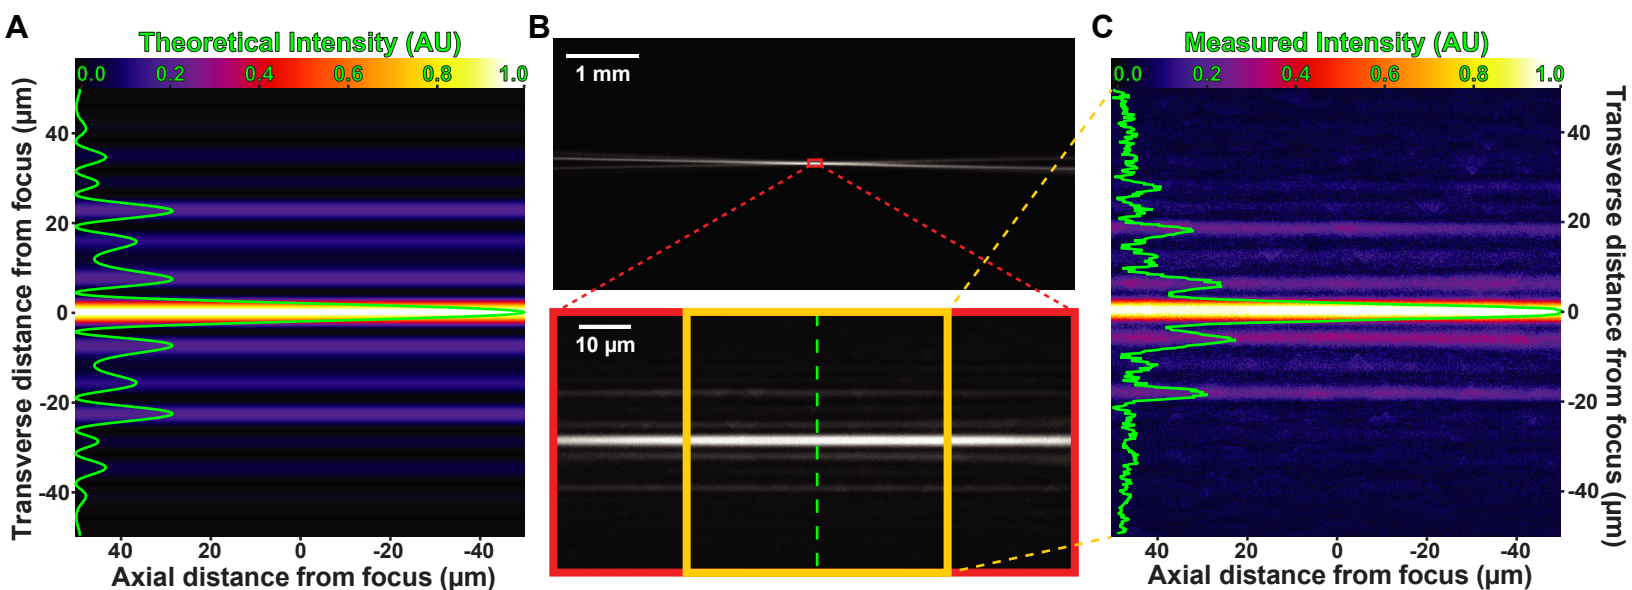 A
Theoretical Intensity (AU)
0.0 0.2 0.4 0.6 0.8 1.0
Transverse distance from focus (µm)
40
20
0
-20
-40
40 20 0 -20 -40
Axial distance from focus (µm)
B
1 mm
10 µm
C
Measured Intensity (AU)
0.0 0.2 0.4 0.6 0.8 1.0
40
20
0
-20
-40
Transverse distance from focus (µm)
40 20 0 -20 -40
Axial distance from focus (µm)